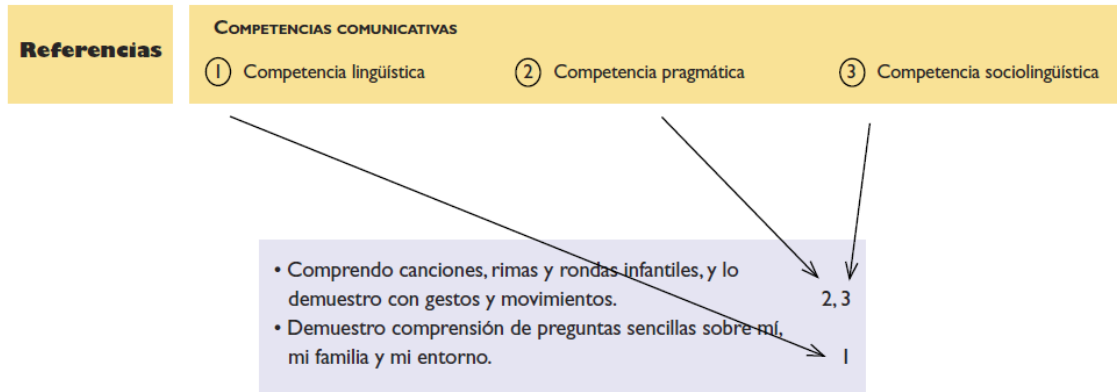 Referencias
COMPETENCIAS COMUNICATIVAS
1 Competencia lingüística 2 Competencia pragmática 3 Competencia sociolingüística
• Comprendo canciones, rimas y rondas infantiles, y lo
demuestro con gestos y movimientos. 2, 3
• Demuestro comprensión de preguntas sencillas sobre mí,
mi familia y mi entorno. 1